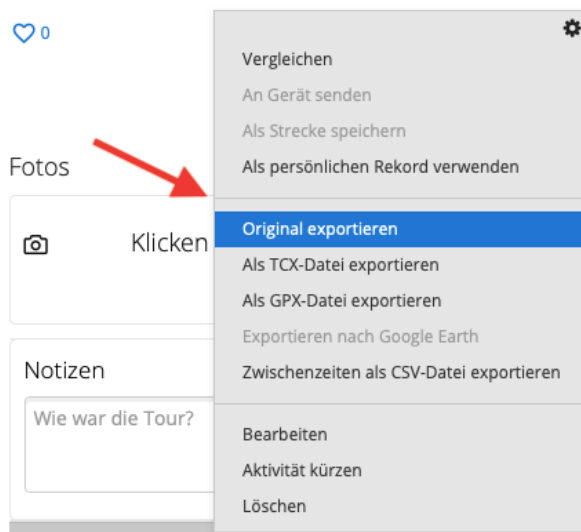 0
Vergleichen
An Gerät senden
Als Strecke speichern
Als persönlichen Rekord verwenden
Fotos
Klicken
Original exportieren
Als TCX-Datei exportieren
Als GPX-Datei exportieren
Exportieren nach Google Earth
Zwischenzeiten als CSV-Datei exportieren
Notizen
Wie war die Tour?
Bearbeiten
Aktivität kürzen
Löschen